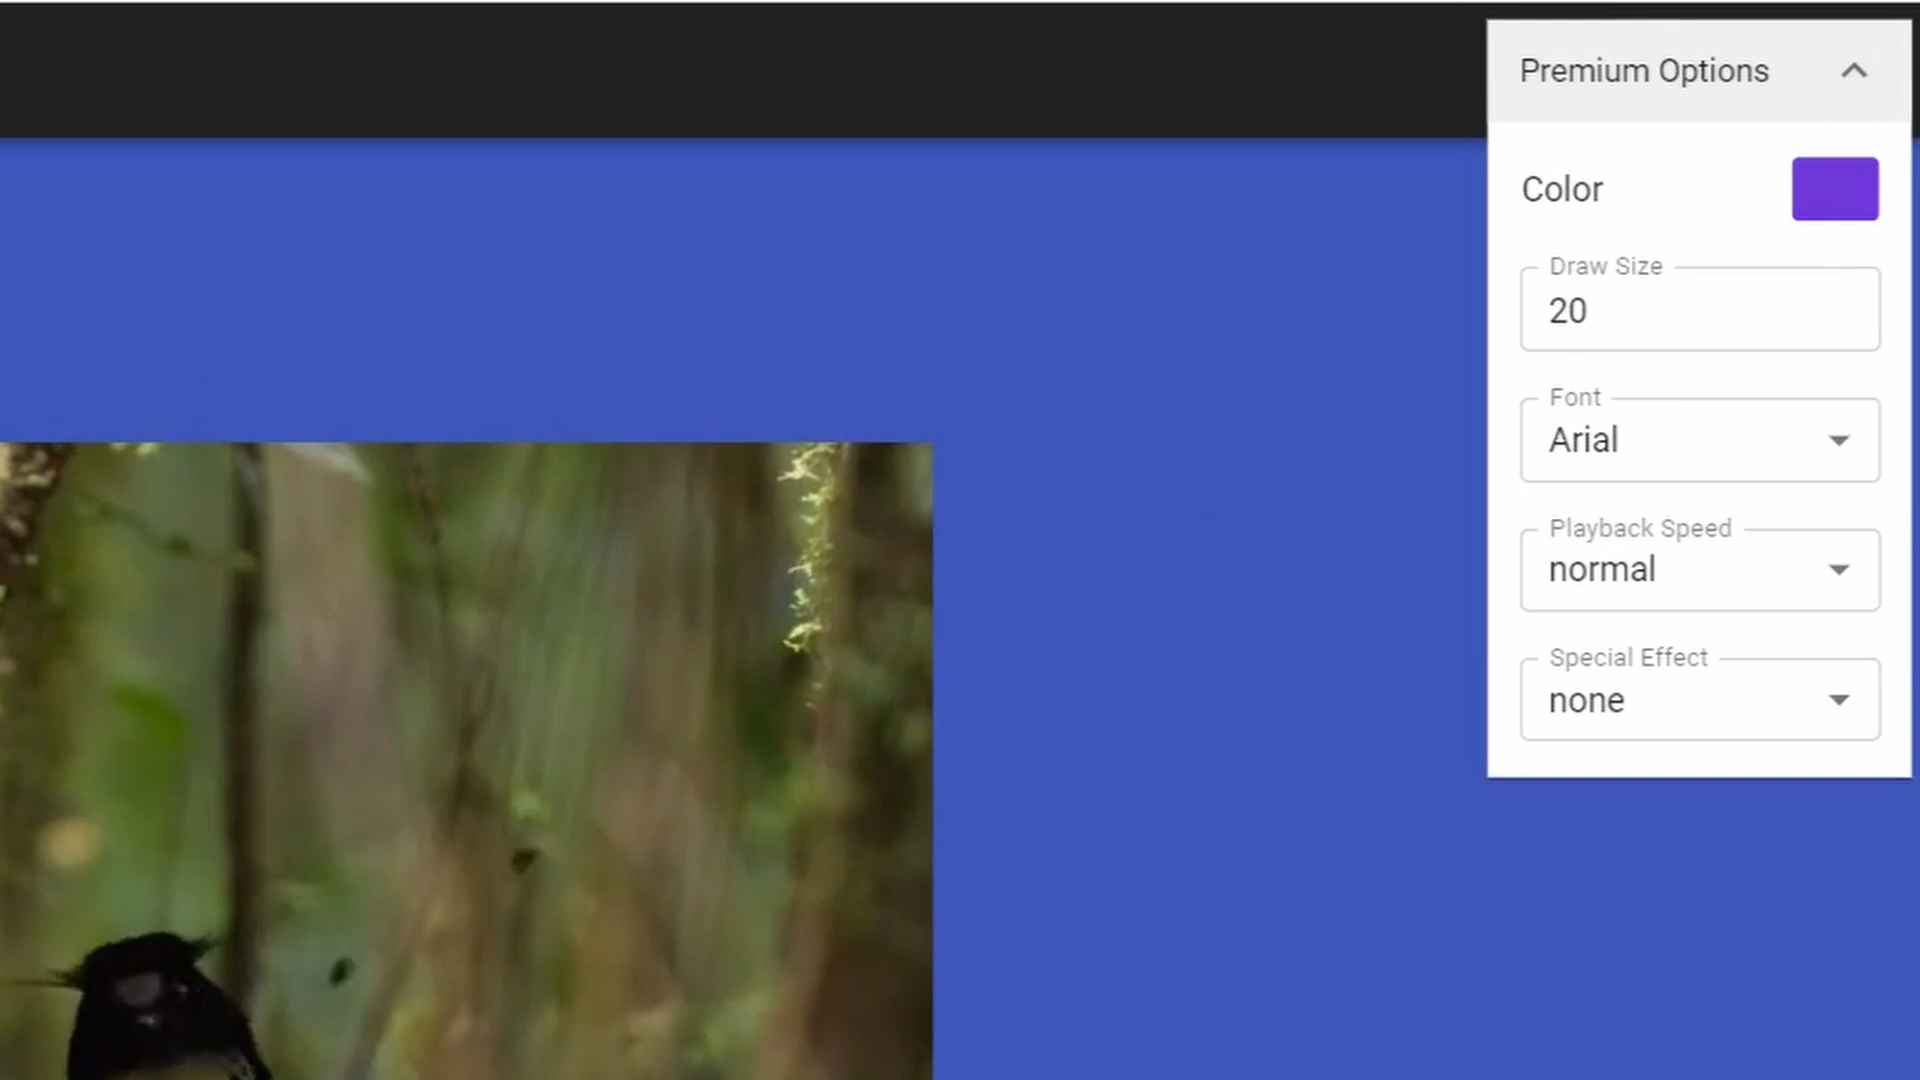 Premium Options
Color
Draw Size
20
Font
Arial
Playback Speed
normal
Special Effect
none